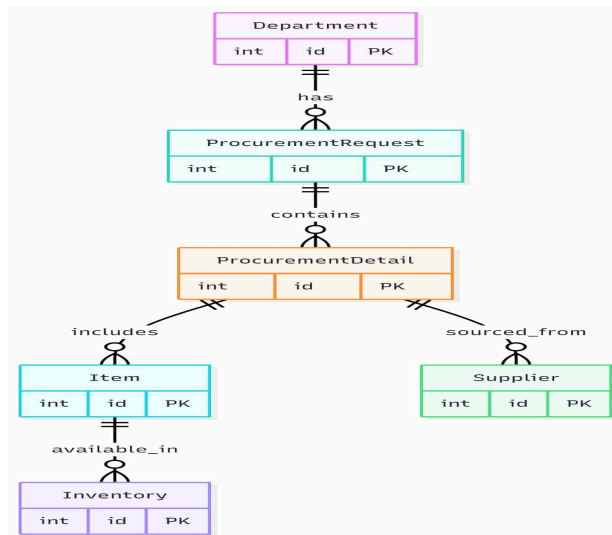 Department
int id PK
has
ProcurementRequest
int id PK
contains
ProcurementDetail
int id PK
includes sourced_from
Item Supplier
int id PK int id PK
available_in
Inventory
int id PK